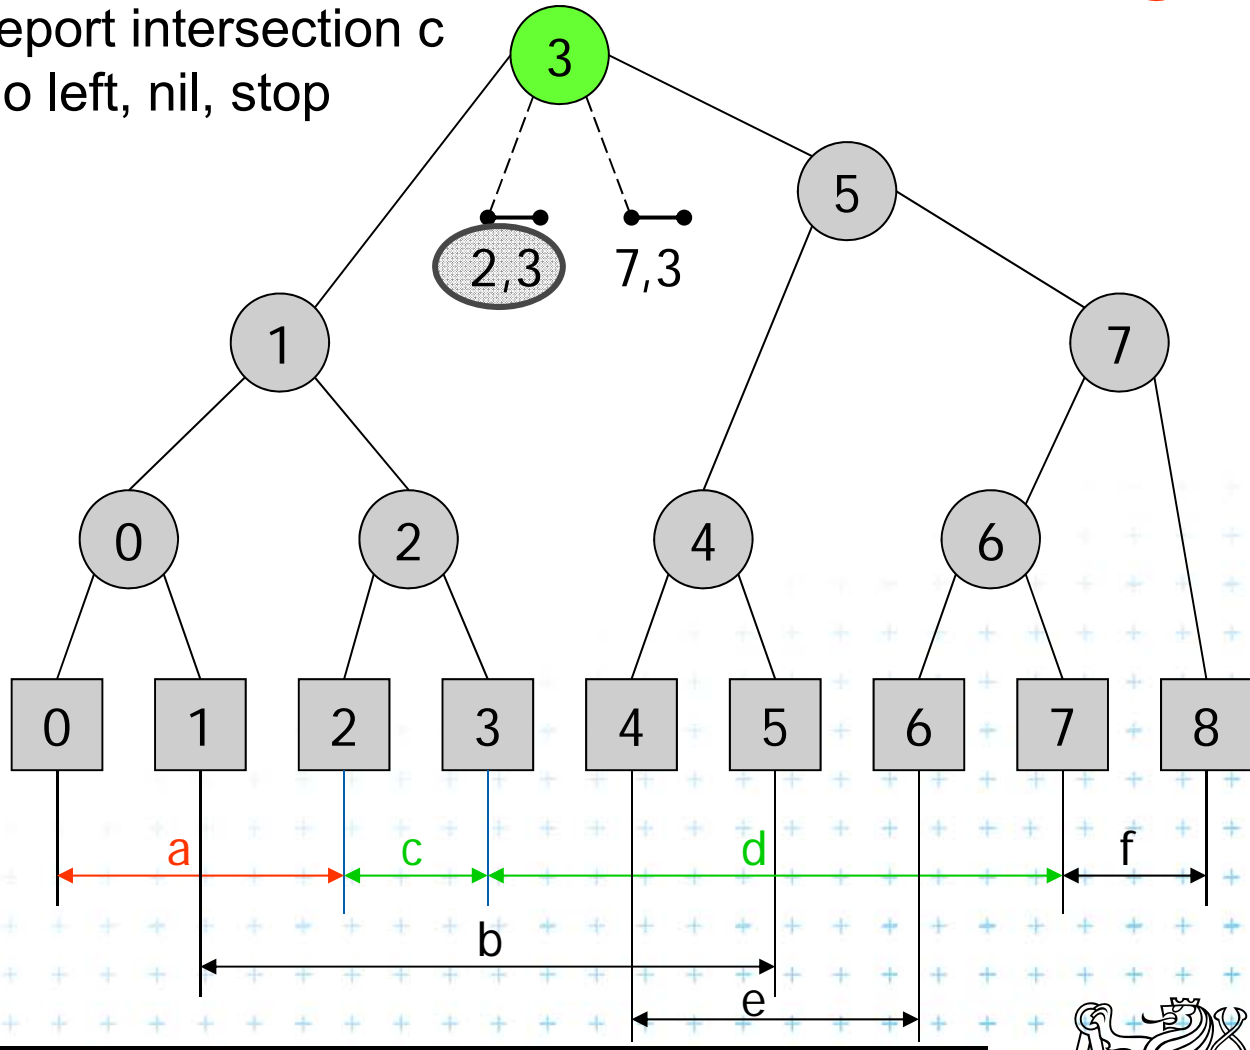 eport intersection c
o left, nil, stop
3
5
2,3 7,3
1 7
0 2 4 6
0 1 2 3 4 5 6 7 8
a c d f
b
e